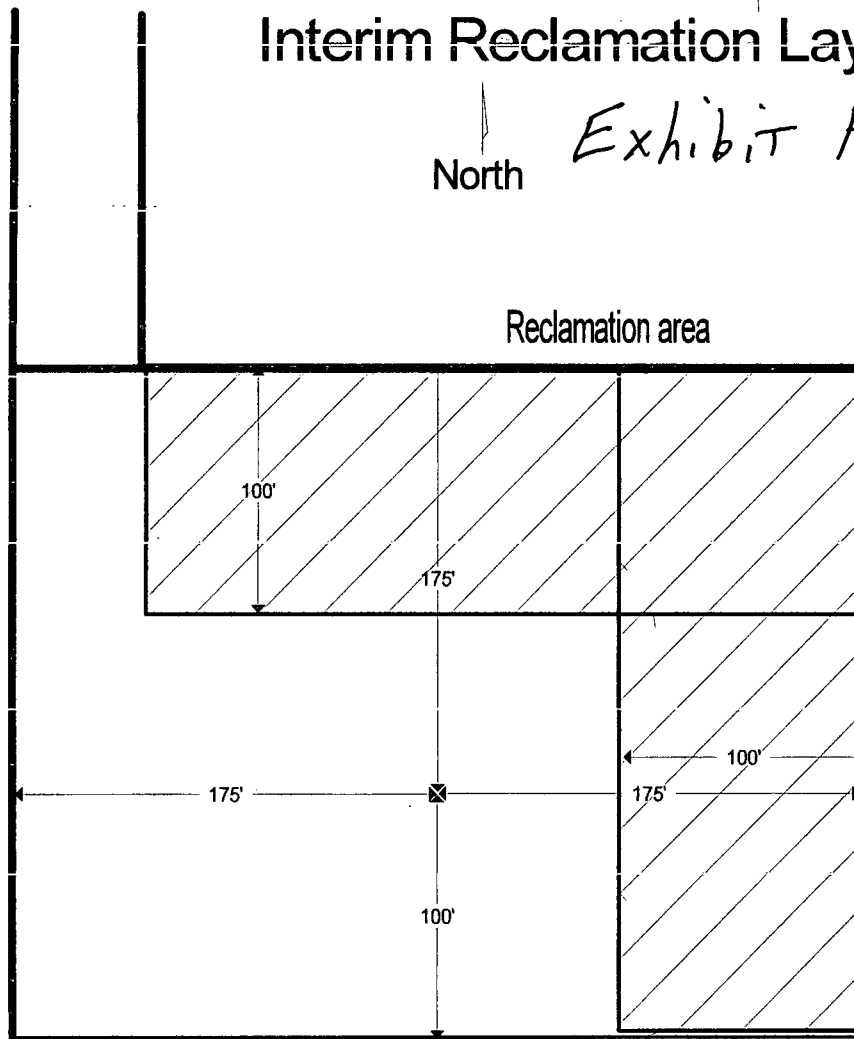 Interim Reclamation Lay
Exhibit
North
Reclamation area
100'
175'
100'
175'
175'
100'